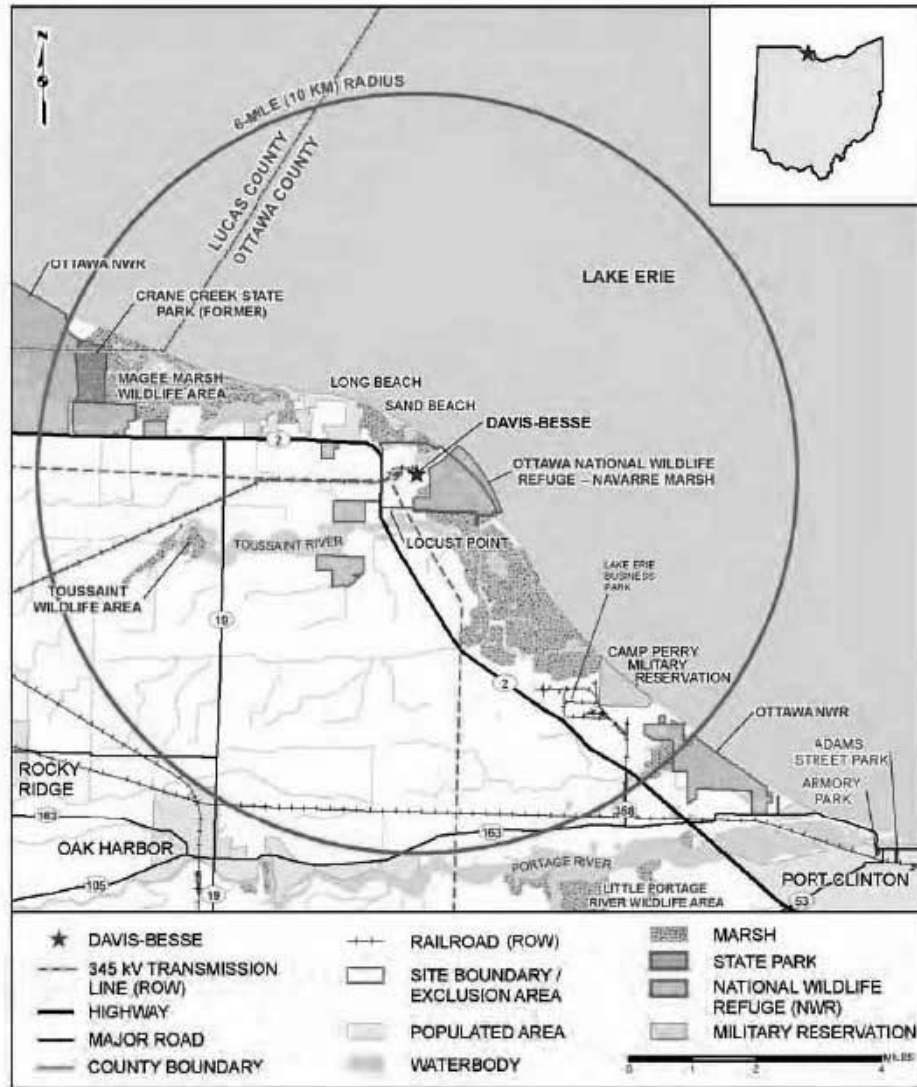 N
6-MILE (10 KM) RADIUS
LUCAS COUNTY
OTTAWA COUNTY
OTTAWA NWR
CRANE CREEK STATE
PARK (FORMER)
LAKE ERIE
MAGEE MARSH
WILDLIFE AREA
LONG BEACH
SAND BEACH
DAVIS-BESSE
2
OTTAWA NATIONAL WILDLIFE
REFUGE – NAVARRE MARSH
TOUSSAINT RIVER
LOCUST POINT
TOUSSAINT
WILDLIFE AREA
LAKE ERIE
BUSINESS
PARK
19
CAMP PERRY
MILITARY
RESERVATION
2
OTTAWA NWR
ADAMS
STREET PARK
ARMORY
PARK
ROCKY
RIDGE
163
358
163
OAK HARBOR
PORTAGE RIVER
PORT CLINTON
105
19
LITTLE PORTAGE
RIVER WILDLIFE AREA
53
DAVIS-BESSE
345 kV TRANSMISSION
LINE (ROW)
HIGHWAY
MAJOR ROAD
COUNTY BOUNDARY
RAILROAD (ROW)
SITE BOUNDARY /
EXCLUSION AREA
POPULATED AREA
WATERBODY
MARSH
STATE PARK
NATIONAL WILDLIFE
REFUGE (NWR)
MILITARY RESERVATION
MILES
0 1 2 4